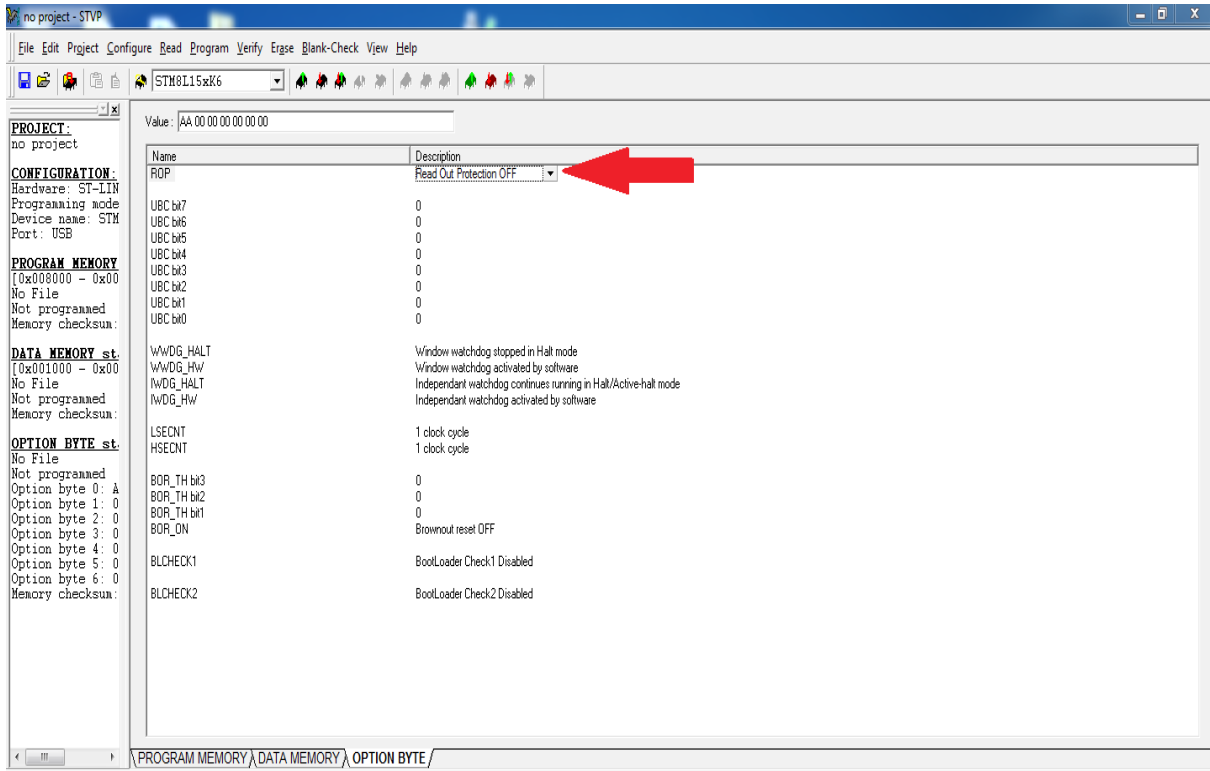 no project - STVP
File Edit Project Configure Read Program Verify Erase Blank-Check View Help
STM8L15xK6
PROJECT:
no project
CONFIGURATION:
Hardware: ST-LIN
Programming mode
Device name: STM
Port: USB
PROGRAM MEMORY
[0x008000 - 0x00
No File
Not programmed
Memory checksum:
DATA MEMORY st
[0x001000 - 0x00
No File
Not programmed
Memory checksum:
OPTION BYTE st
No File
Not programmed
Option byte 0: A
Option byte 1: 0
Option byte 2: 0
Option byte 3: 0
Option byte 4: 0
Option byte 5: 0
Option byte 6: 0
Memory checksum:
Value : AA 00 00 00 00 00 00
Name Description
ROP Read Out Protection OFF
UBC bit7 0
UBC bit6 0
UBC bit5 0
UBC bit4 0
UBC bit3 0
UBC bit2 0
UBC bit1 0
UBC bit0 0
WWDG_HALT Window watchdog stopped in Halt mode
WWDG_HW Window watchdog activated by software
IWDG_HALT Independant watchdog continues running in Halt/Active-halt mode
IWDG_HW Independant watchdog activated by software
LSECNT 1 clock cycle
HSECNT 1 clock cycle
BOR_TH bit3 0
BOR_TH bit2 0
BOR_TH bit1 0
BOR_ON Brownout reset OFF
BLCHECK1 BootLoader Check1 Disabled
BLCHECK2 BootLoader Check2 Disabled
PROGRAM MEMORY DATA MEMORY OPTION BYTE